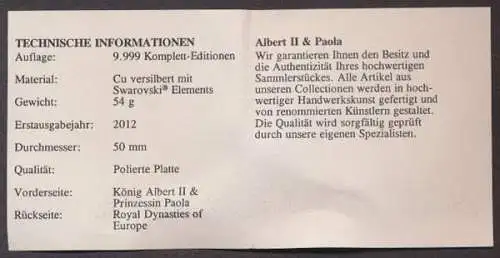 TECHNISCHE INFORMATIONEN
Auflage: 9.999 Komplett-Editionen
Material: Cu versilbert mit
Swarovski® Elements
Gewicht: 54 g
Erstausgabejahr: 2012
Durchmesser: 50 mm
Qualität: Polierte Platte
Vorderseite: König Albert II &
Prinzessin Paola
Rückseite: Royal Dynasties of
Europe
Albert II & Paola
Wir garantieren Ihnen den Besitz und
die Authentizität Ihres hochwertigen
Sammlerstückes. Alle Artikel aus
unseren Collectionen werden in hoch-
wertiger Handwerkskunst gefertigt und
von renommierten Künstlern gestaltet.
Die Qualität wird sorgfältig geprüft
durch unsere eigenen Spezialisten.